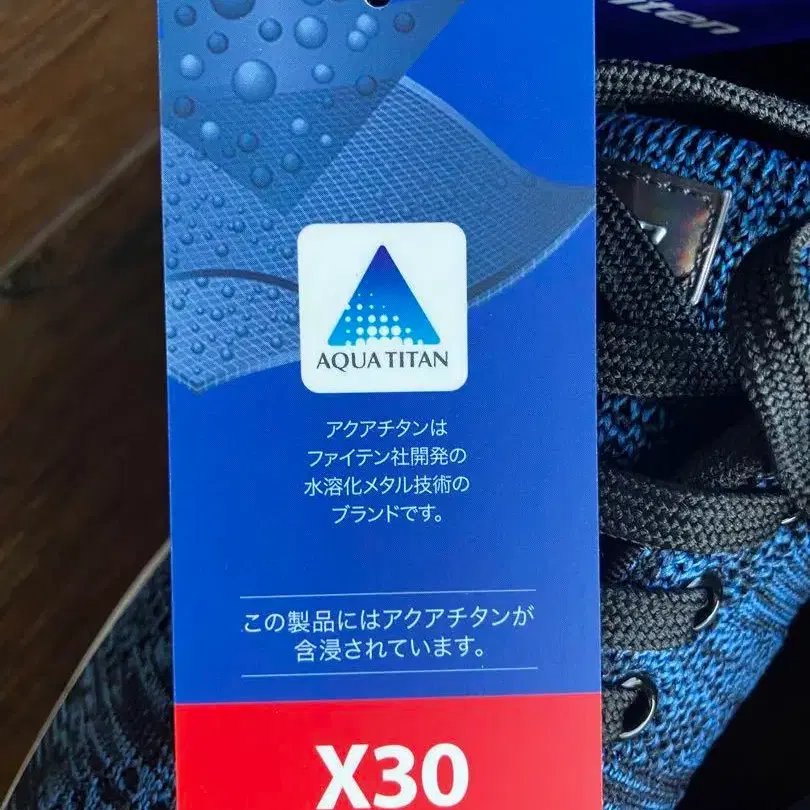 iten
AQUA TITAN
アクアチタンは
ファイテン社開発の
水溶化メタル技術の
ブランドです。
この製品にはアクアチタンが
含浸されています。
X30